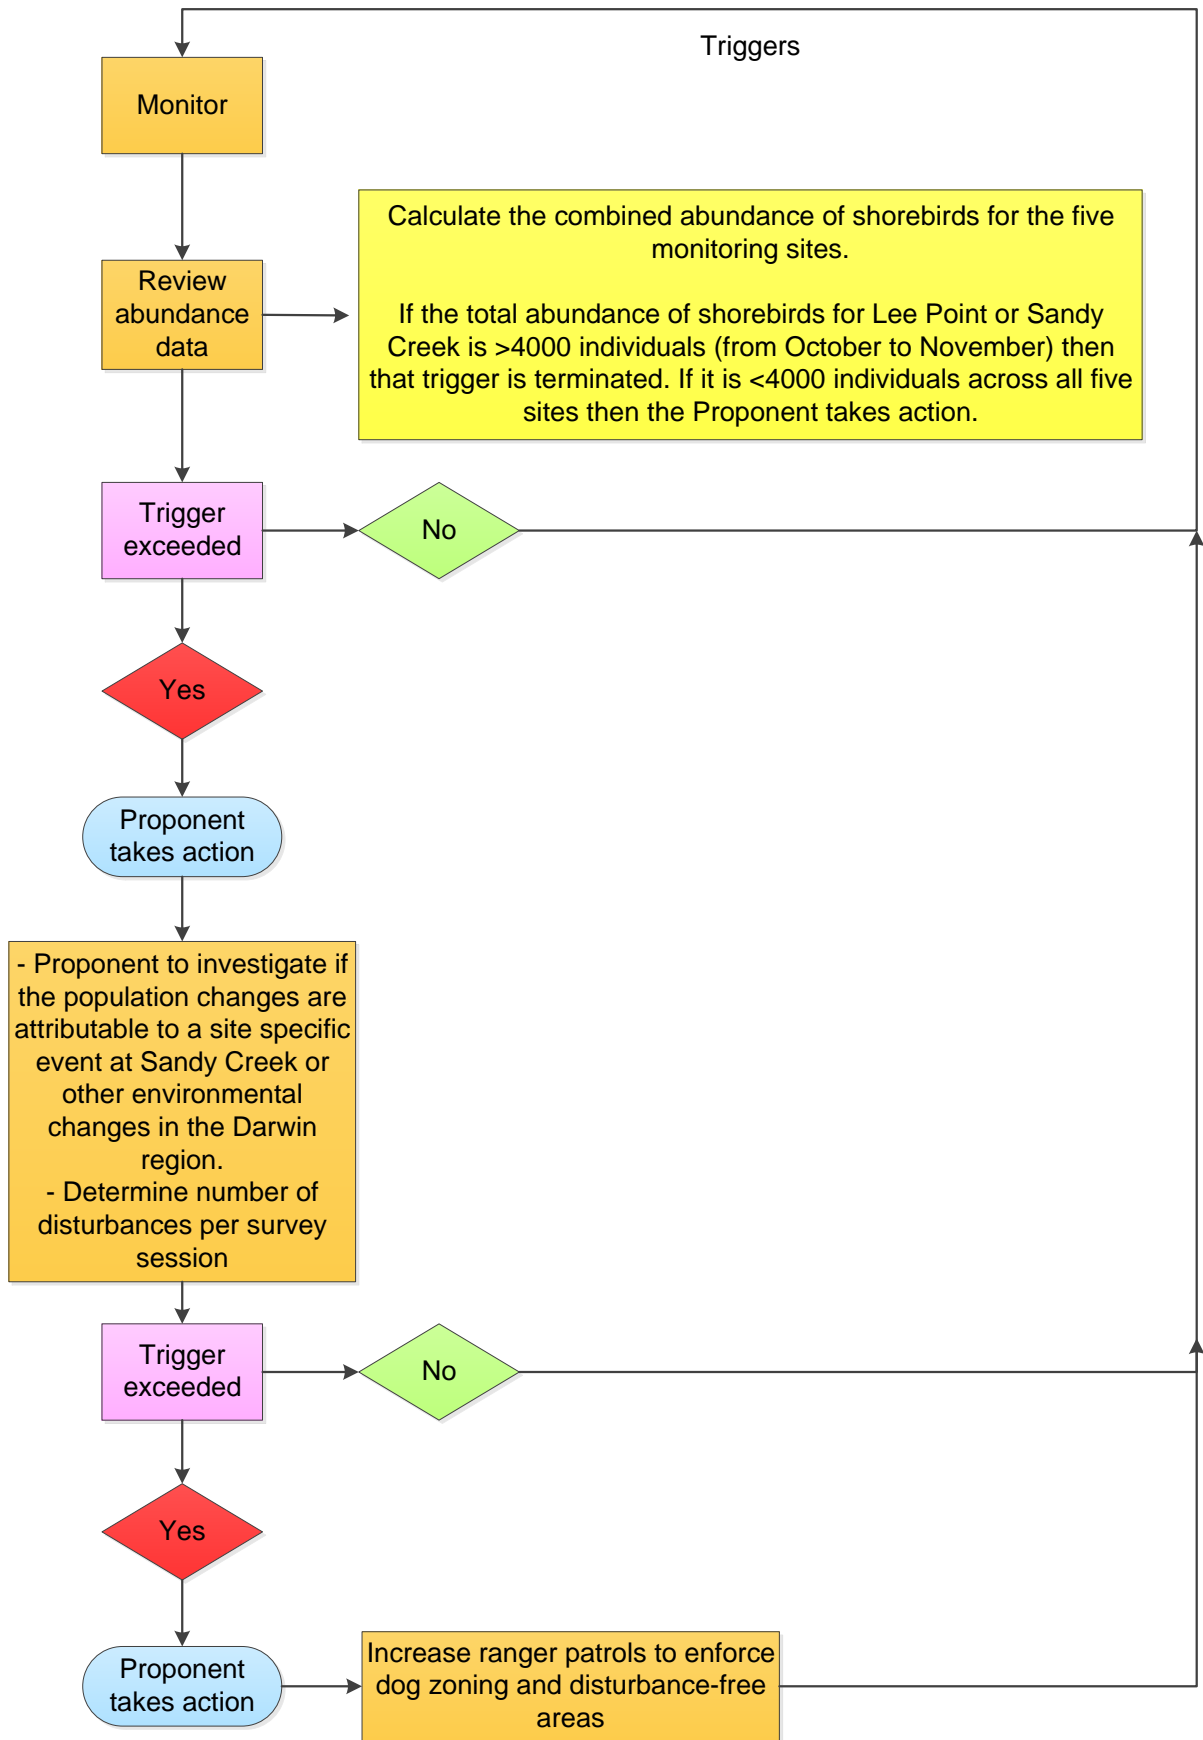 Triggers
Monitor
Calculate the combined abundance of shorebirds for the five
monitoring sites.
If the total abundance of shorebirds for Lee Point or Sandy
Creek is >4000 individuals (from October to November) then
that trigger is terminated. If it is <4000 individuals across all five
sites then the Proponent takes action.
Review
abundance
data
Trigger
exceeded
No
Yes
Proponent
takes action
- Proponent to investigate if
the population changes are
attributable to a site specific
event at Sandy Creek or
other environmental
changes in the Darwin
region.
- Determine number of
disturbances per survey
session
Trigger
exceeded
No
Yes
Proponent
takes action
Increase ranger patrols to enforce
dog zoning and disturbance-free
areas